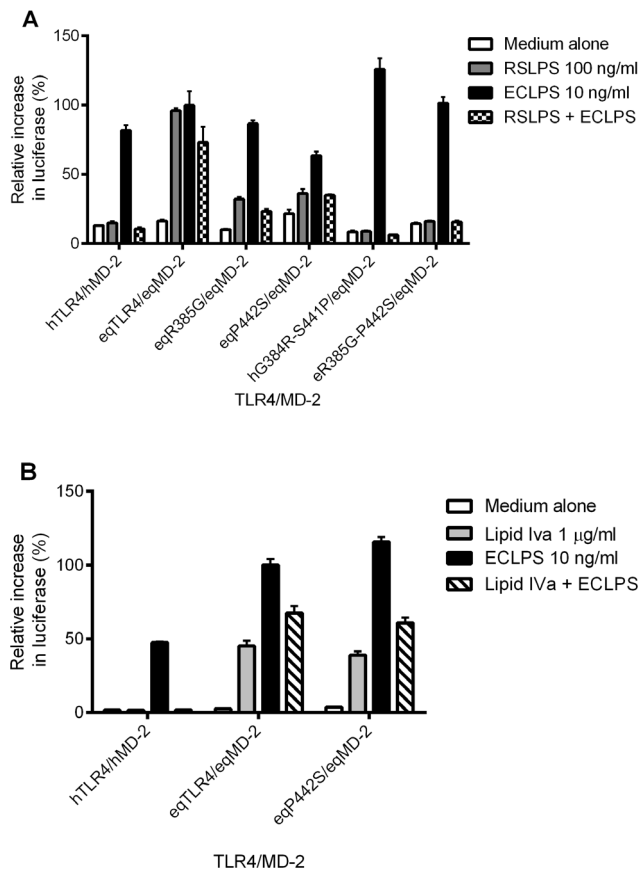 A
150
100
50
0
Relative increase
in luciferase (%)
Medium alone
RSLPS 100 ng/ml
ECLPS 10 ng/ml
RSLPS + ECLPS
hTLR4/hMD-2
eqTLR4/eqMD-2
eqR385G/eqMD-2
eqP442S/eqMD-2
hG384R-S441P/eqMD-2
eR385G-P442S/eqMD-2
TLR4/MD-2
B
150
100
50
0
Relative increase
in luciferase (%)
Medium alone
Lipid Iva 1 μg/ml
ECLPS 10 ng/ml
Lipid IVa + ECLPS
hTLR4/hMD-2
eqTLR4/eqMD-2
eqP442S/eqMD-2
TLR4/MD-2